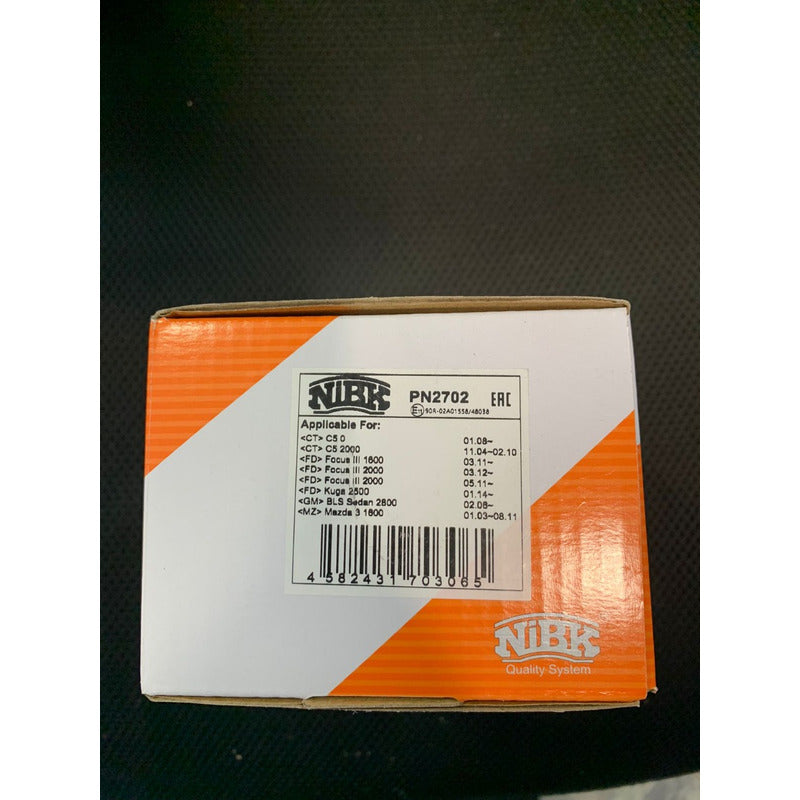 NiBK
PN2702
EAC
E11 90R-02A01558/48038
Applicable For:
<CT> C5 0 01.08~
<CT> C5 2000 11.04~02.10
<FD> Focus III 1600 03.11~
<FD> Focus III 2000 03.12~
<FD> Focus III 2000 05.11~
<FD> Kuga 2500 01.14~
<GM> BLS Sedan 2800 02.06~
<MZ> Mazda 3 1600 01.03~08.11
4 582431 703065
NiBK
Quality System